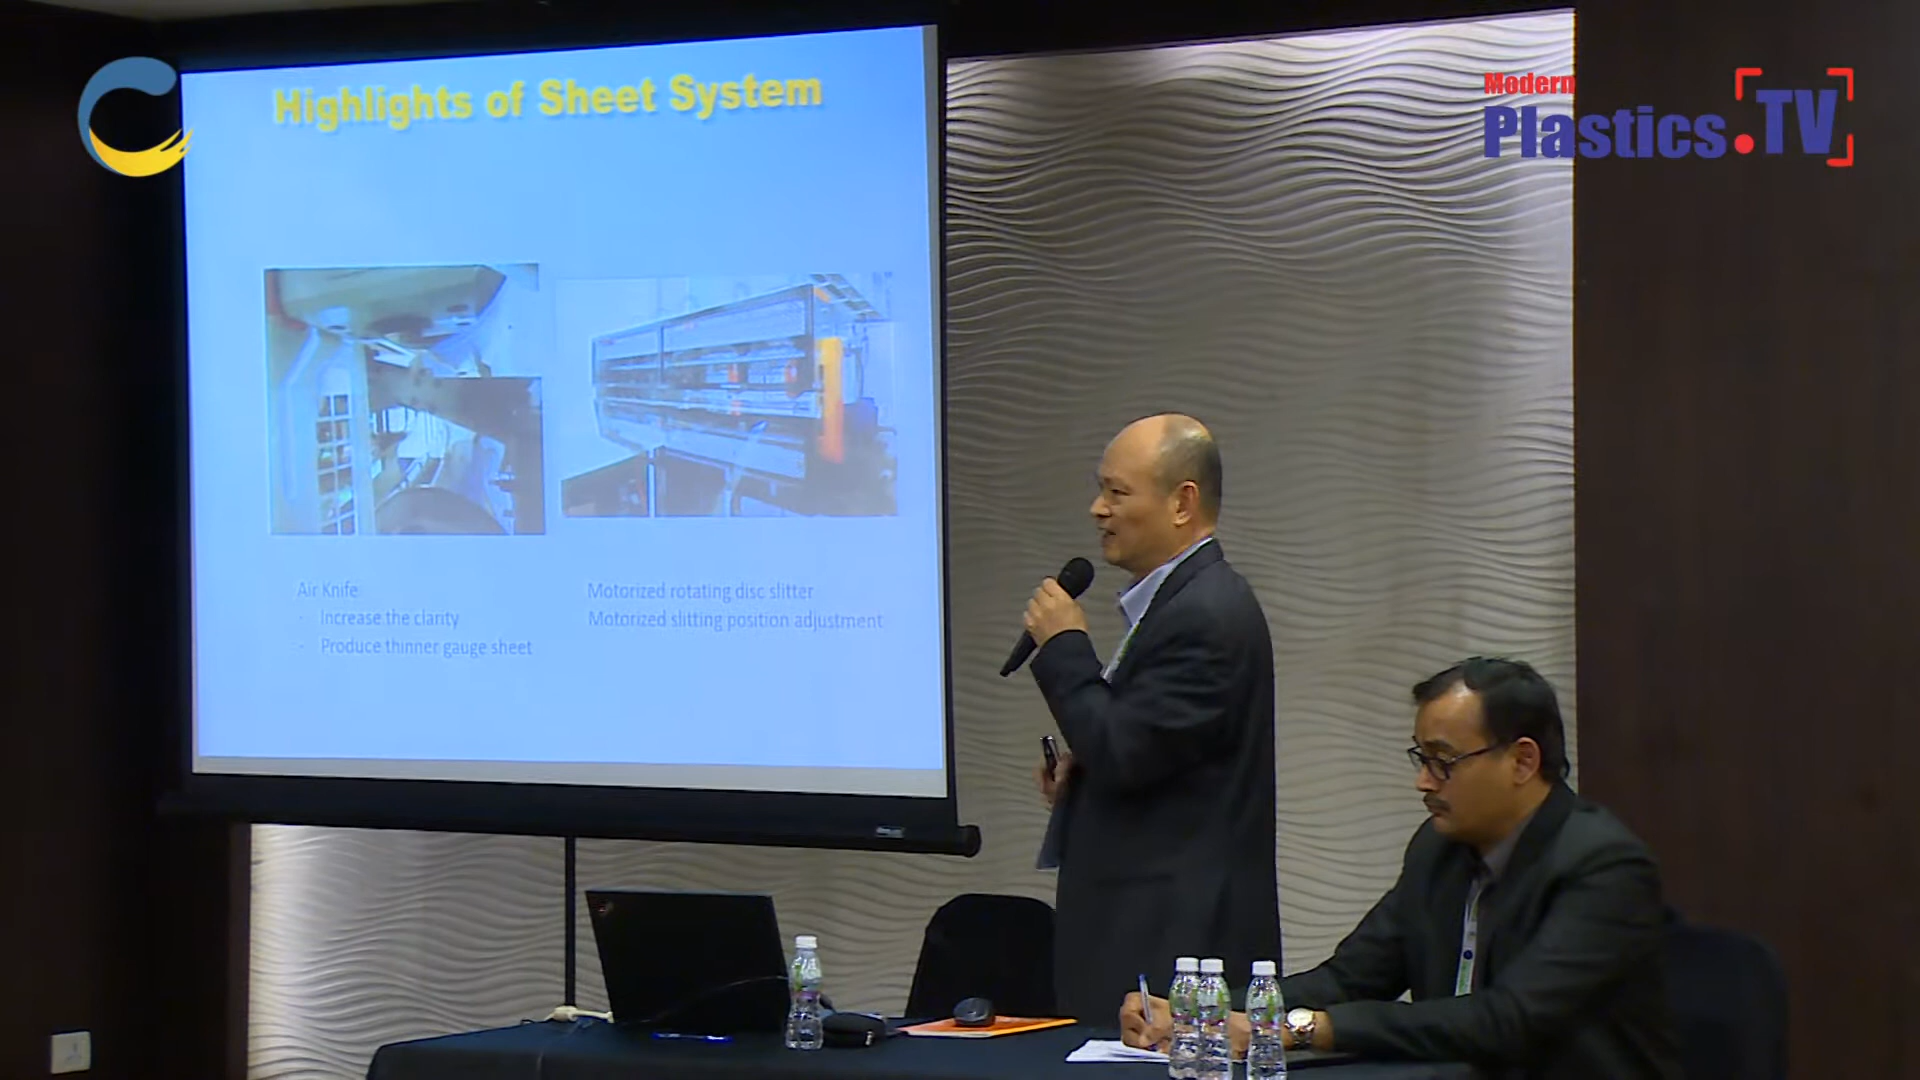 Highlights of Sheet System
Modern
Plastics.TV
Air Knife
- Increase the clarity
- Produce thinner gauge sheet
Motorized rotating disc slitter
Motorized slitting position adjustment